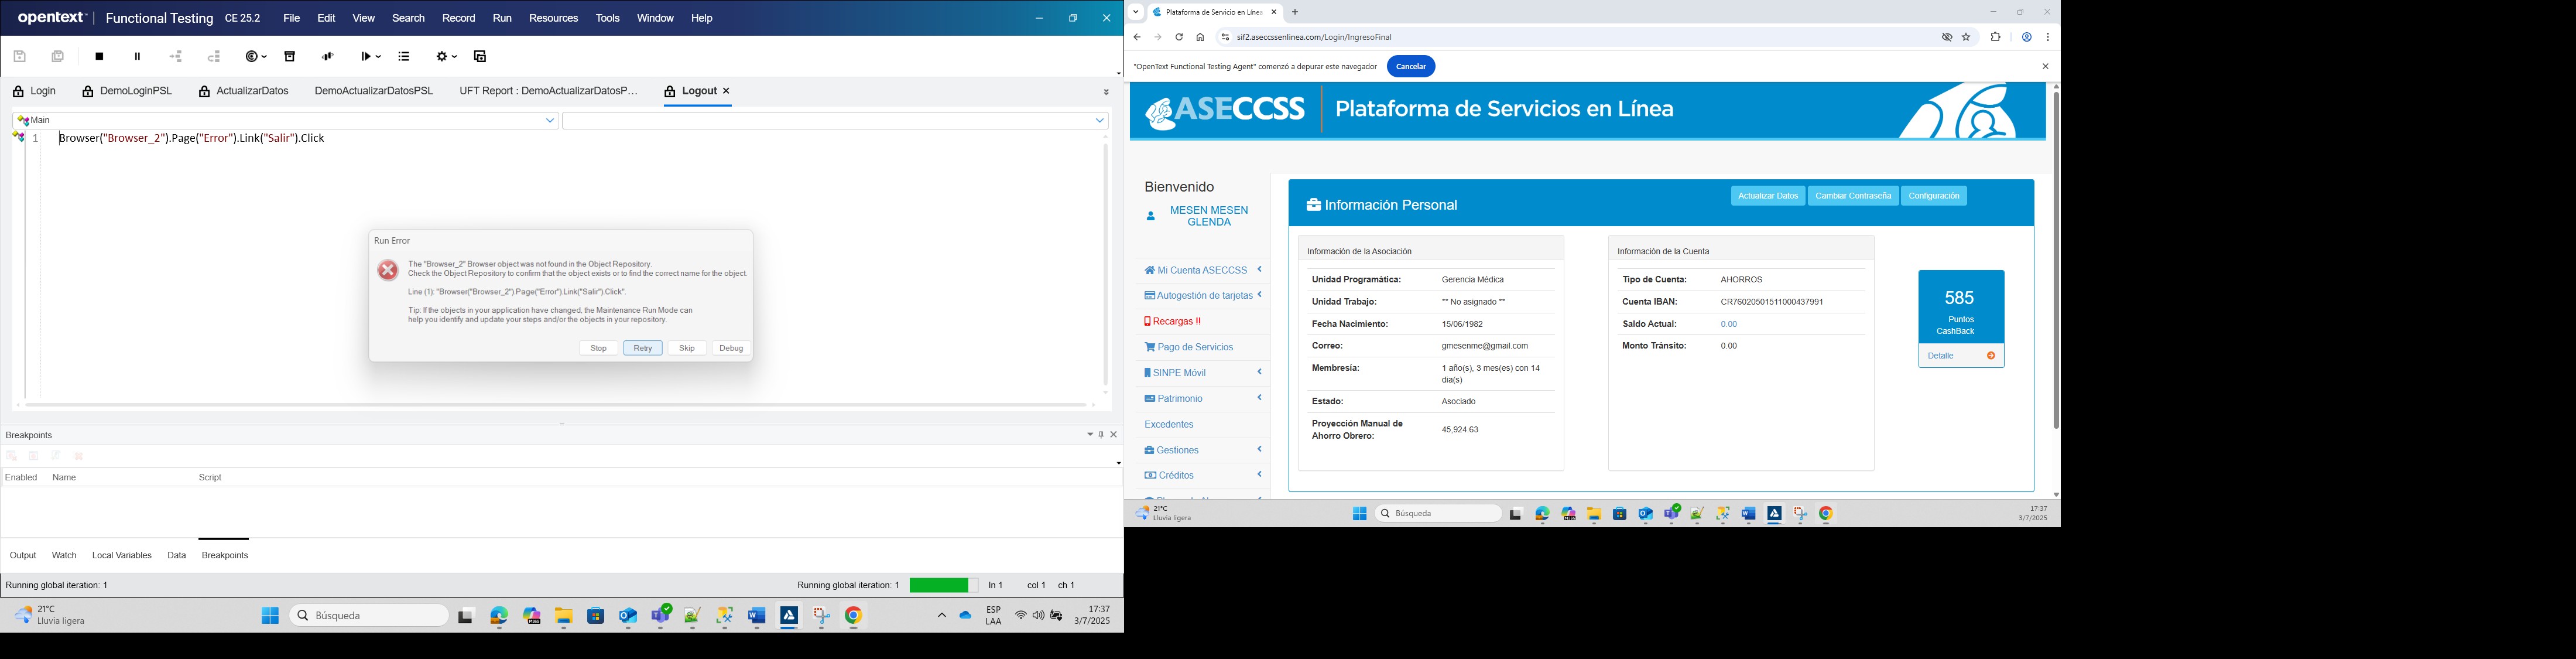 opentext™ | Functional Testing CE 25.2 File Edit View Search Record Run Resources Tools Window Help
Login DemoLoginPSL ActualizarDatos DemoActualizarDatosPSL UFT Report : DemoActualizarDatosP... Logout
Main
1 Browser("Browser_2").Page("Error").Link("Salir").Click
Run Error
The "Browser_2" Browser object was not found in the Object Repository.
Check the Object Repository to confirm that the object exists or to find the correct name for the object.
Line (1): "Browser("Browser_2").Page("Error").Link("Salir").Click".
Tip: If the objects in your application have changed, the Maintenance Run Mode can
help you identify and update your steps and/or the objects in your repository.
Stop Retry Skip Debug
Breakpoints
Enabled Name Script
Output Watch Local Variables Data Breakpoints
Running global iteration: 1 Running global iteration: 1 ln 1 col 1 ch 1
21°C
Lluvia ligera
Búsqueda
ESP
LAA
17:37
3/7/2025
Plataforma de Servicio en Líne
sif2.aseccssenlinea.com/Login/IngresoFinal
"OpenText Functional Testing Agent" comenzó a depurar este navegador Cancelar
ASECCSS Plataforma de Servicios en Línea
Bienvenido
MESEN MESEN
GLENDA
Mi Cuenta ASECCSS
Autogestión de tarjetas
Recargas !!
Pago de Servicios
SINPE Móvil
Patrimonio
Excedentes
Gestiones
Créditos
Información Personal
Actualizar Datos Cambiar Contraseña Configuración
Información de la Asociación
Unidad Programática: Gerencia Médica
Unidad Trabajo: ** No asignado **
Fecha Nacimiento: 15/06/1982
Correo: gmesenme@gmail.com
Membresía: 1 año(s), 3 mes(es) con 14
dia(s)
Estado: Asociado
Proyección Manual de
Ahorro Obrero: 45,924.63
Información de la Cuenta
Tipo de Cuenta: AHORROS
Cuenta IBAN: CR76020501511000437991
Saldo Actual: 0.00
Monto Tránsito: 0.00
585
Puntos
CashBack
Detalle
21°C
Lluvia ligera
Búsqueda
17:37
3/7/2025